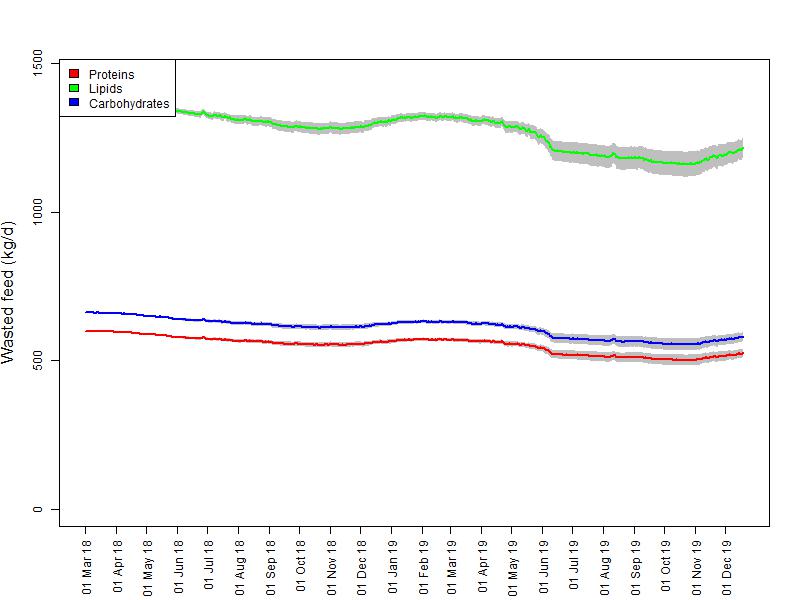 Proteins
Lipids
Carbohydrates
Wasted feed (kg/d)
1500
1000
500
0
01 Mar 18
01 Apr 18
01 May 18
01 Jun 18
01 Jul 18
01 Aug 18
01 Sep 18
01 Oct 18
01 Nov 18
01 Dec 18
01 Jan 19
01 Feb 19
01 Mar 19
01 Apr 19
01 May 19
01 Jun 19
01 Jul 19
01 Aug 19
01 Sep 19
01 Oct 19
01 Nov 19
01 Dec 19